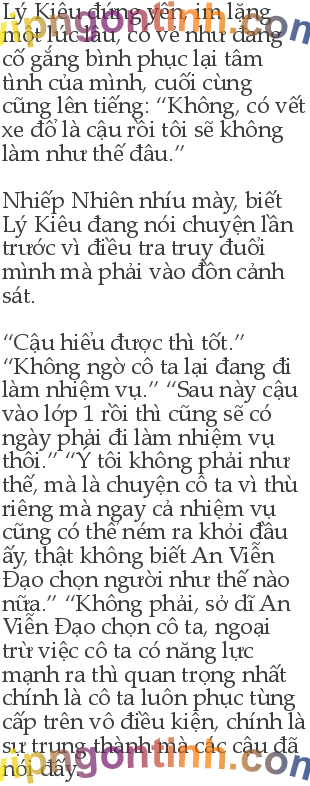 Lý Kiêu đứng yên, im lặng
một lúc lâu, có vẻ như đang
cố gắng bình phục lại tâm
tình của mình, cuối cùng
cũng lên tiếng: “Không, có vết
xe đổ là cậu rồi tôi sẽ không
làm như thế đâu.”

Nhiếp Nhiên nhíu mày, biết
Lý Kiêu đang nói chuyện lần
trước vì điều tra truy đuổi
mình mà phải vào đồn cảnh
sát.

“Cậu hiểu được thì tốt.”
“Không ngờ cô ta lại đang đi
làm nhiệm vụ.” “Sau này cậu
vào lớp 1 rồi thì cũng sẽ có
ngày phải đi làm nhiệm vụ
thôi.” “Ý tôi không phải như
thế, mà là chuyện cô ta vì thù
riêng mà ngay cả nhiệm vụ
cũng có thể ném ra khỏi đầu
ấy, thật không biết An Viễn
Đạo chọn người như thế nào
nữa.” “Không phải, sở dĩ An
Viễn Đạo chọn cô ta, ngoại
trừ việc cô ta có năng lực
mạnh ra thì quan trọng nhất
chính là cô ta luôn phục tùng
cấp trên vô điều kiện, chính là
sự trung thành mà các cậu đã
nói đấy.
vipngontinh.com
vipngontinh.com